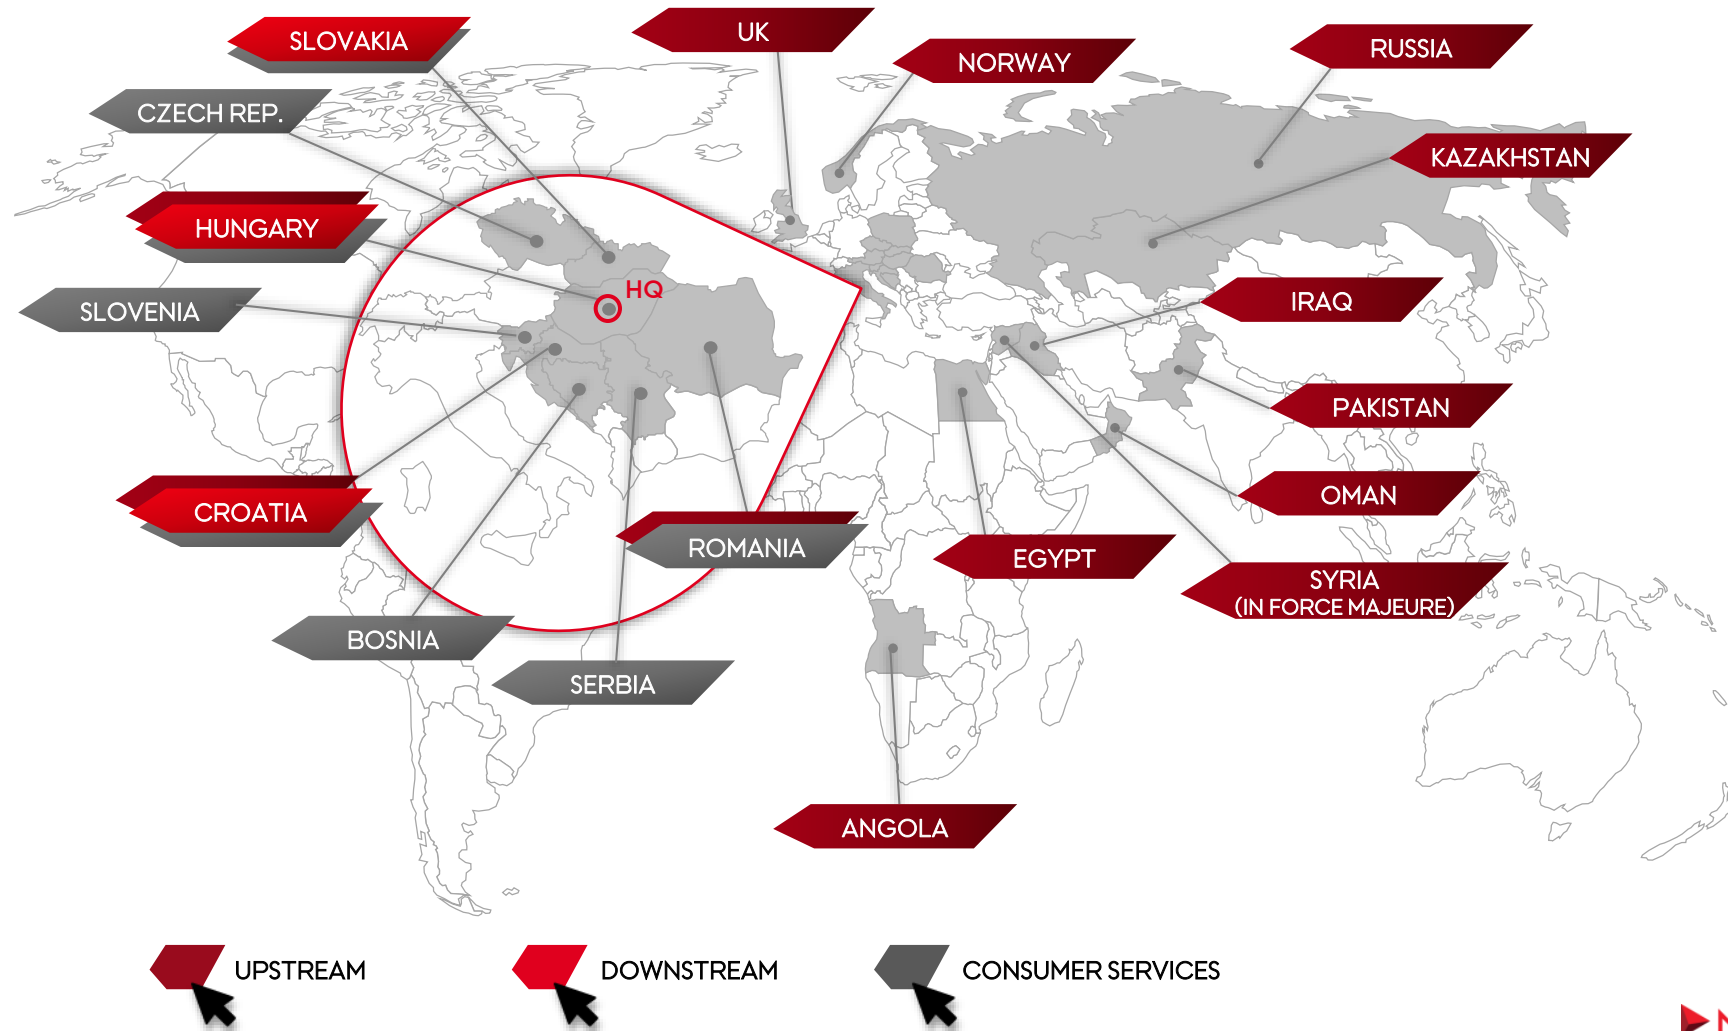 UK
SLOVAKIA
RUSSIA
NORWAY
CZECH REP.
KAZAKHSTAN
HUNGARY
HQ
IRAQ
SLOVENIA
PAKISTAN
OMAN
CROATIA
ROMANIA
EGYPT
SYRIA
(IN FORCE MAJEURE)
BOSNIA
SERBIA
ANGOLA
UPSTREAM
DOWNSTREAM
CONSUMER SERVICES